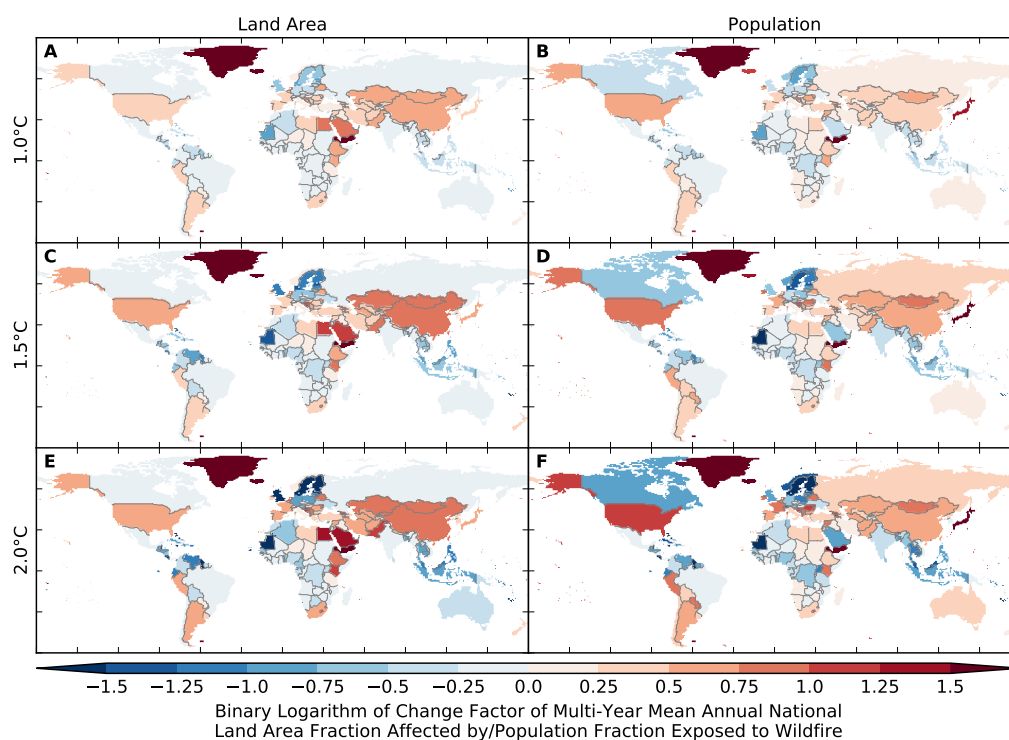 Land Area
Population
A
B
1.0°C
C
D
1.5°C
E
F
2.0°C
−1.5 −1.25 −1.0 −0.75 −0.5 −0.25 0.0 0.25 0.5 0.75 1.0 1.25 1.5
Binary Logarithm of Change Factor of Multi-Year Mean Annual National
Land Area Fraction Affected by/Population Fraction Exposed to Wildfire